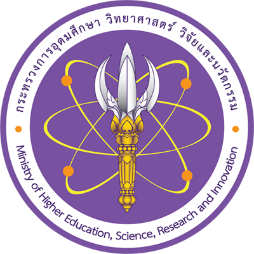 กระทรวงการอุดมศึกษา วิทยาศาสตร์ วิจัยและนวัตกรรม
Ministry of Higher Education, Science, Research and Innovation